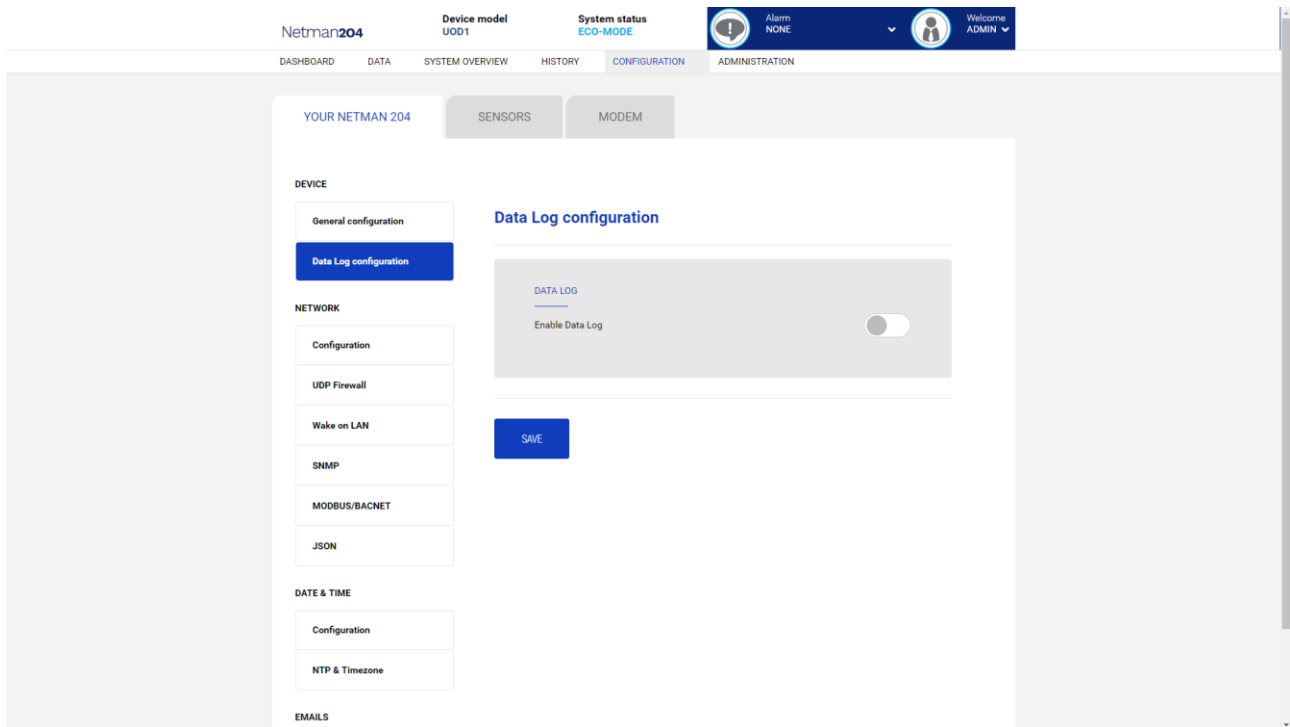 Netman204
Device model
UOD1
System status
ECO-MODE
Alarm
NONE
Welcome
ADMIN
DASHBOARD DATA SYSTEM OVERVIEW HISTORY CONFIGURATION ADMINISTRATION
YOUR NETMAN 204 SENSORS MODEM
DEVICE
General configuration
Data Log configuration
NETWORK
Configuration
UDP Firewall
Wake on LAN
SNMP
MODBUS/BACNET
JSON
DATE & TIME
Configuration
NTP & Timezone
EMAILS
Data Log configuration
DATA LOG
Enable Data Log
SAVE